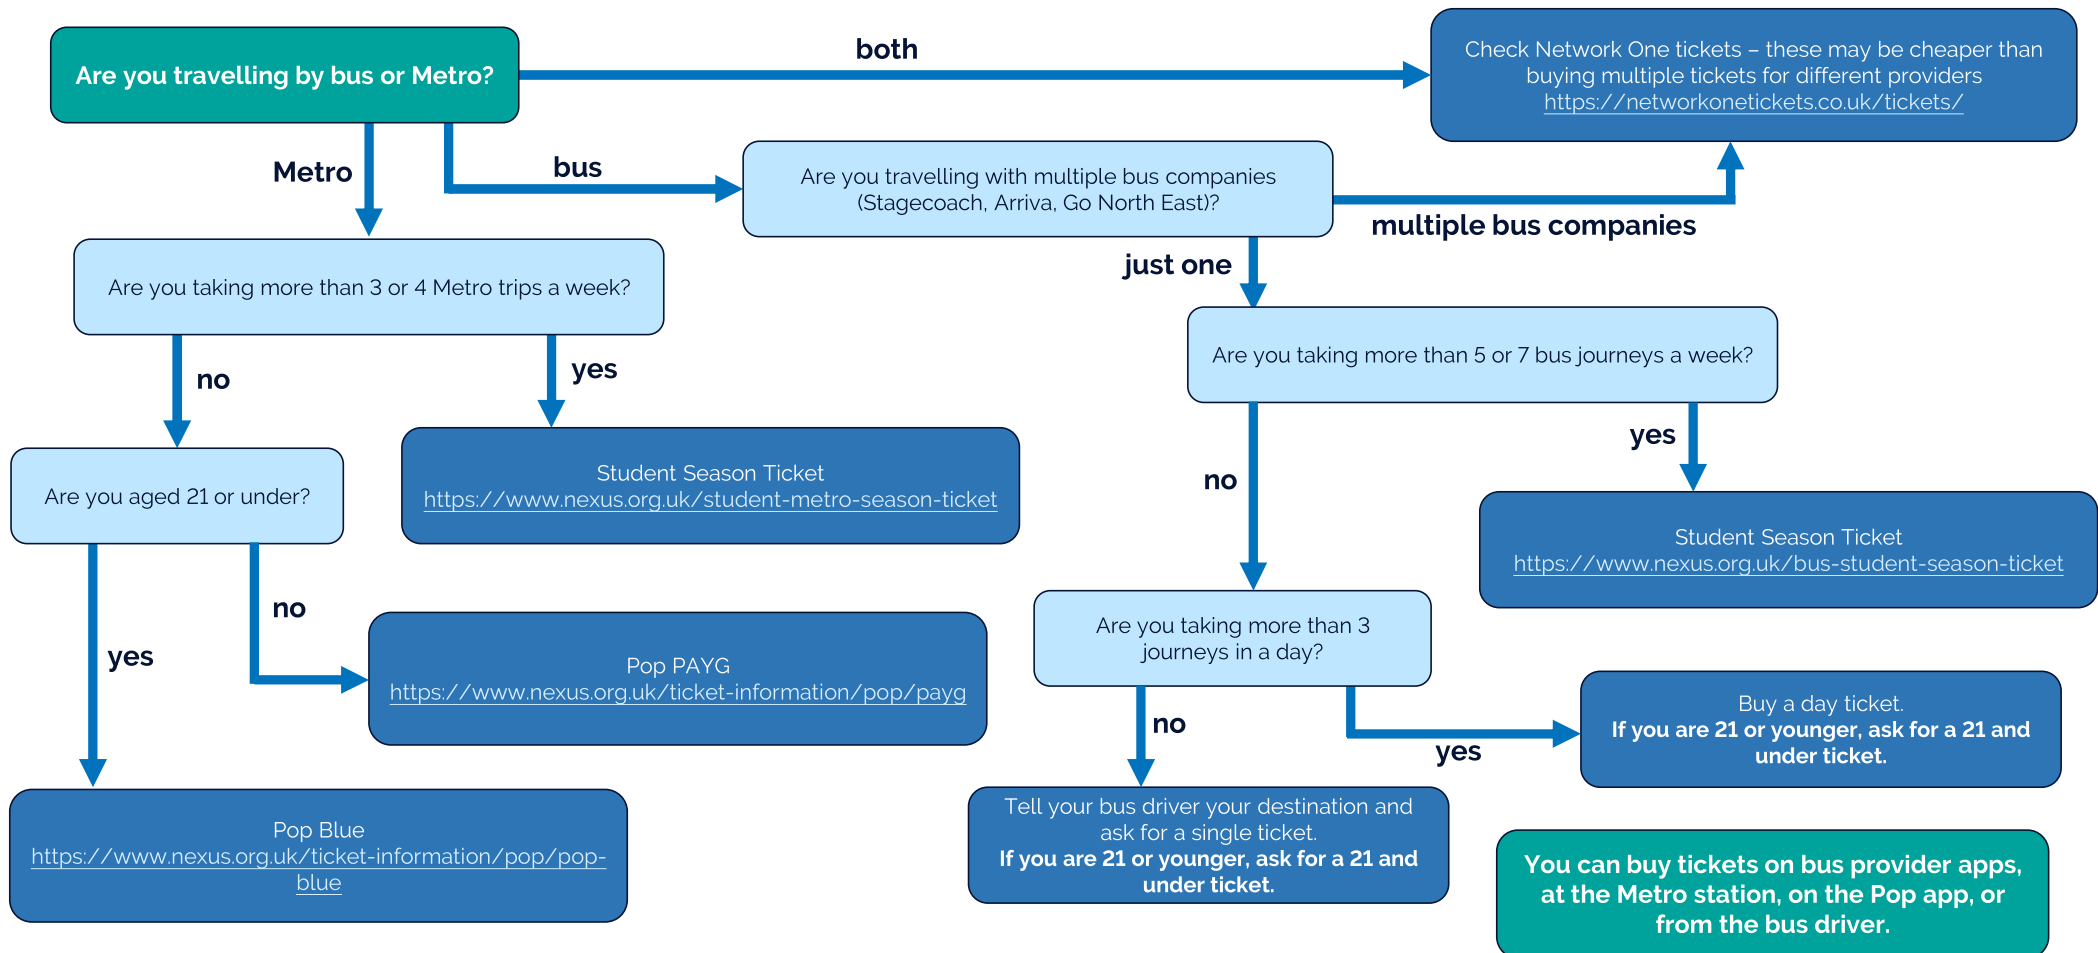 Are you travelling by bus or Metro?
both
Check Network One tickets – these may be cheaper than
buying multiple tickets for different providers
https://networkonetickets.co.uk/tickets/
Metro
bus
Are you travelling with multiple bus companies
(Stagecoach, Arriva, Go North East)?
multiple bus companies
just one
Are you taking more than 3 or 4 Metro trips a week?
Are you taking more than 5 or 7 bus journeys a week?
no
yes
Are you aged 21 or under?
Student Season Ticket
https://www.nexus.org.uk/student-metro-season-ticket
no
yes
Student Season Ticket
https://www.nexus.org.uk/bus-student-season-ticket
yes
no
Pop PAYG
https://www.nexus.org.uk/ticket-information/pop/payg
Are you taking more than 3
journeys in a day?
no
yes
Buy a day ticket.
If you are 21 or younger, ask for a 21 and
under ticket.
Pop Blue
https://www.nexus.org.uk/ticket-information/pop/pop-
blue
Tell your bus driver your destination and
ask for a single ticket.
If you are 21 or younger, ask for a 21 and
under ticket.
You can buy tickets on bus provider apps,
at the Metro station, on the Pop app, or
from the bus driver.